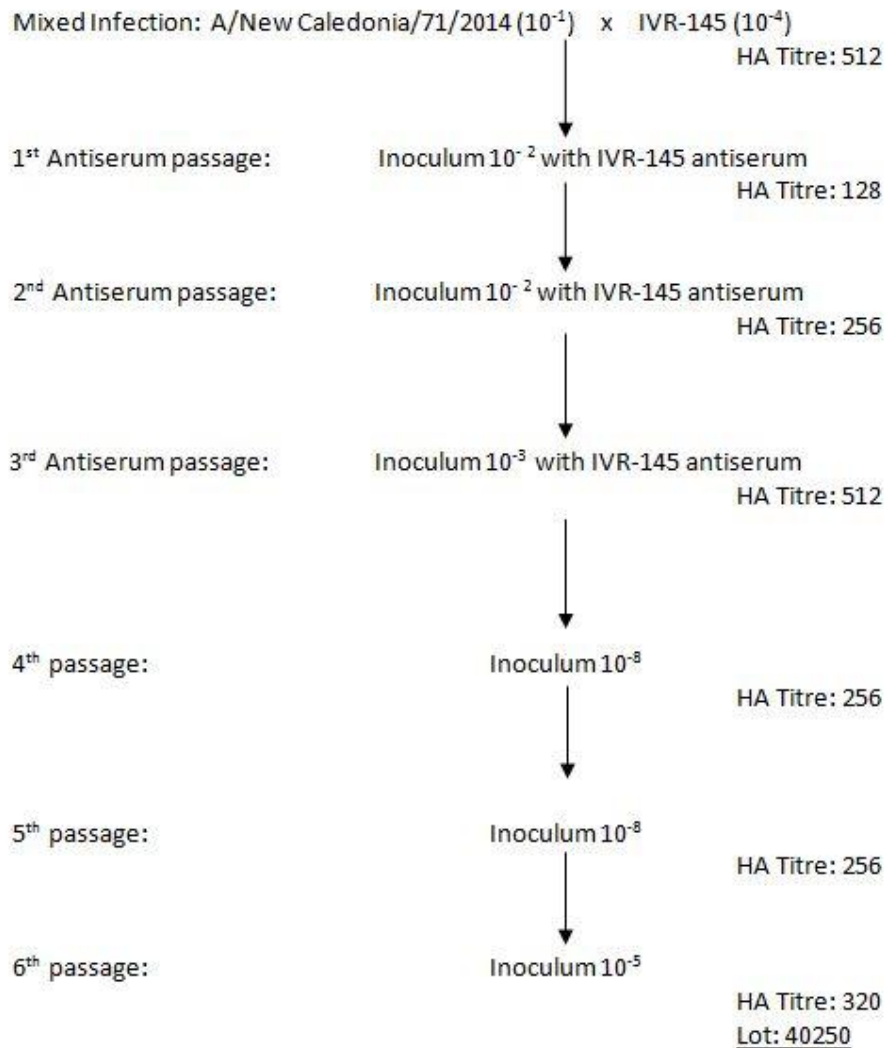 Mixed Infection: A/New Caledonia/71/2014 (10⁻¹) x IVR-145 (10⁻⁴)
HA Titre: 512
1ˢᵗ Antiserum passage: Inoculum 10⁻² with IVR-145 antiserum
HA Titre: 128
2ⁿᵈ Antiserum passage: Inoculum 10⁻² with IVR-145 antiserum
HA Titre: 256
3ʳᵈ Antiserum passage: Inoculum 10⁻³ with IVR-145 antiserum
HA Titre: 512
4ᵗʰ passage: Inoculum 10⁻⁸
HA Titre: 256
5ᵗʰ passage: Inoculum 10⁻⁸
HA Titre: 256
6ᵗʰ passage: Inoculum 10⁻⁵
HA Titre: 320
Lot: 40250